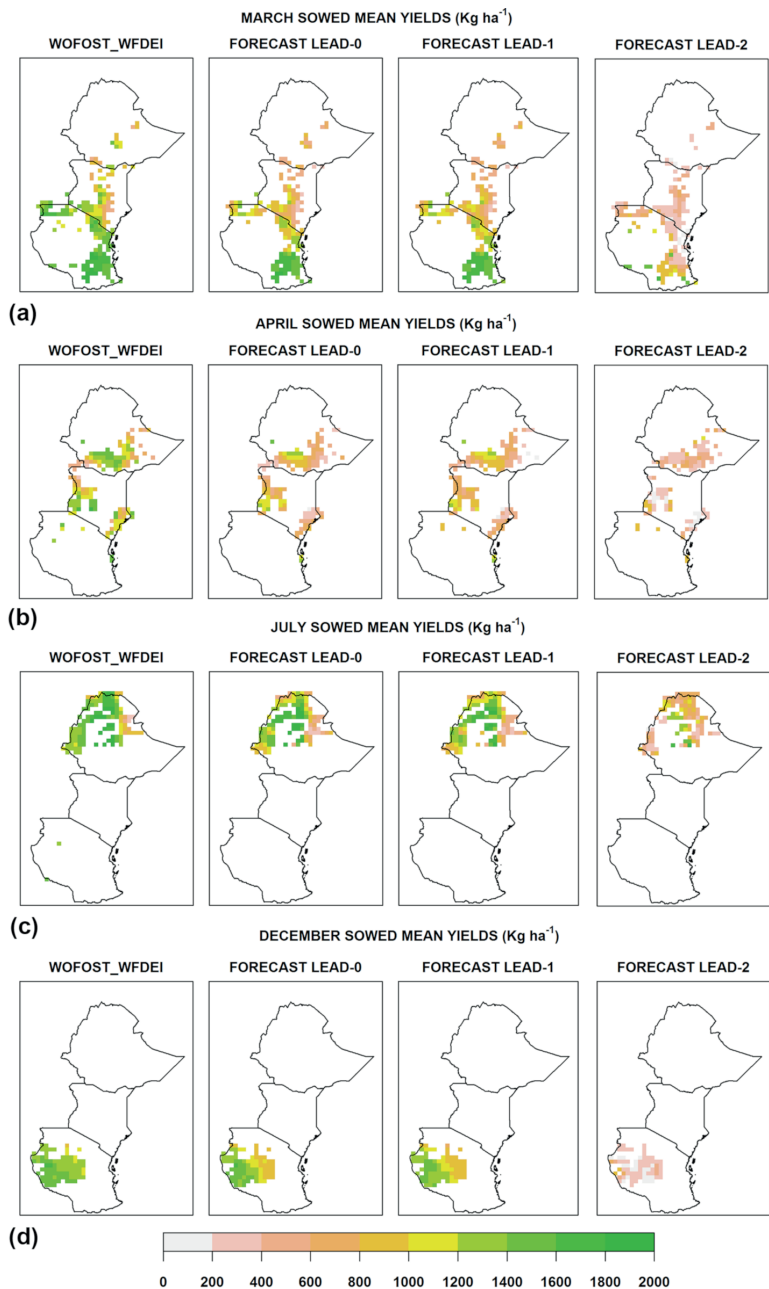 MARCH SOWED MEAN YIELDS (Kg ha⁻¹)
WOFOST_WFDEI FORECAST LEAD-0 FORECAST LEAD-1 FORECAST LEAD-2
(a)
APRIL SOWED MEAN YIELDS (Kg ha⁻¹)
WOFOST_WFDEI FORECAST LEAD-0 FORECAST LEAD-1 FORECAST LEAD-2
(b)
JULY SOWED MEAN YIELDS (Kg ha⁻¹)
WOFOST_WFDEI FORECAST LEAD-0 FORECAST LEAD-1 FORECAST LEAD-2
(c)
DECEMBER SOWED MEAN YIELDS (Kg ha⁻¹)
WOFOST_WFDEI FORECAST LEAD-0 FORECAST LEAD-1 FORECAST LEAD-2
(d)
0 200 400 600 800 1000 1200 1400 1600 1800 2000